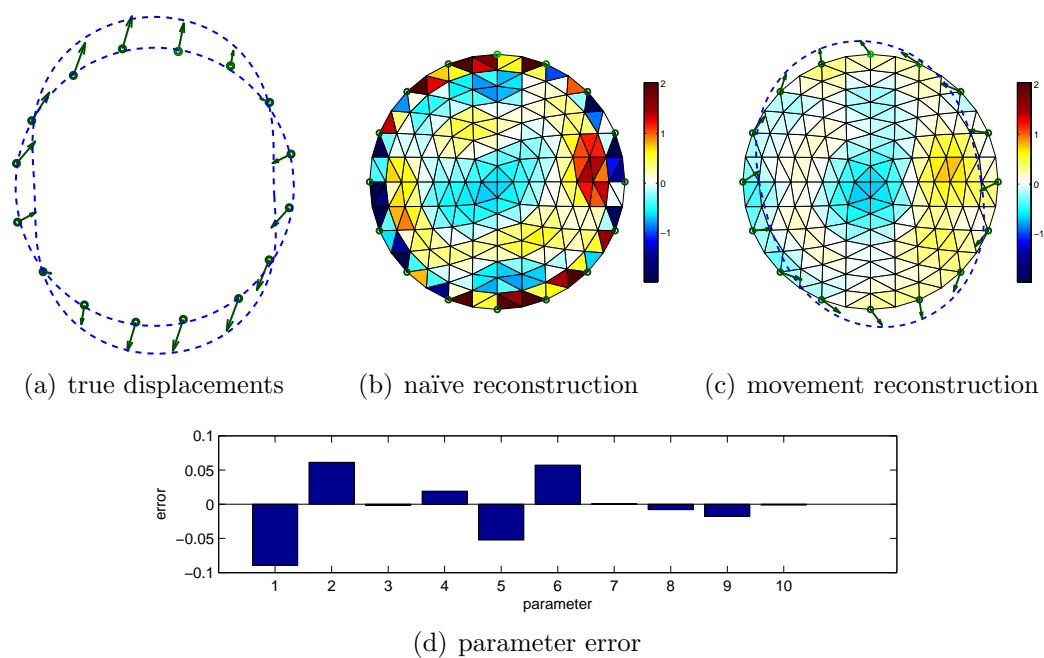 2
1
0
−1
2
1
0
−1
(a) true displacements
(b) naïve reconstruction
(c) movement reconstruction
0.1
0.05
0
−0.05
−0.1
error
1 2 3 4 5 6 7 8 9 10
parameter
(d) parameter error